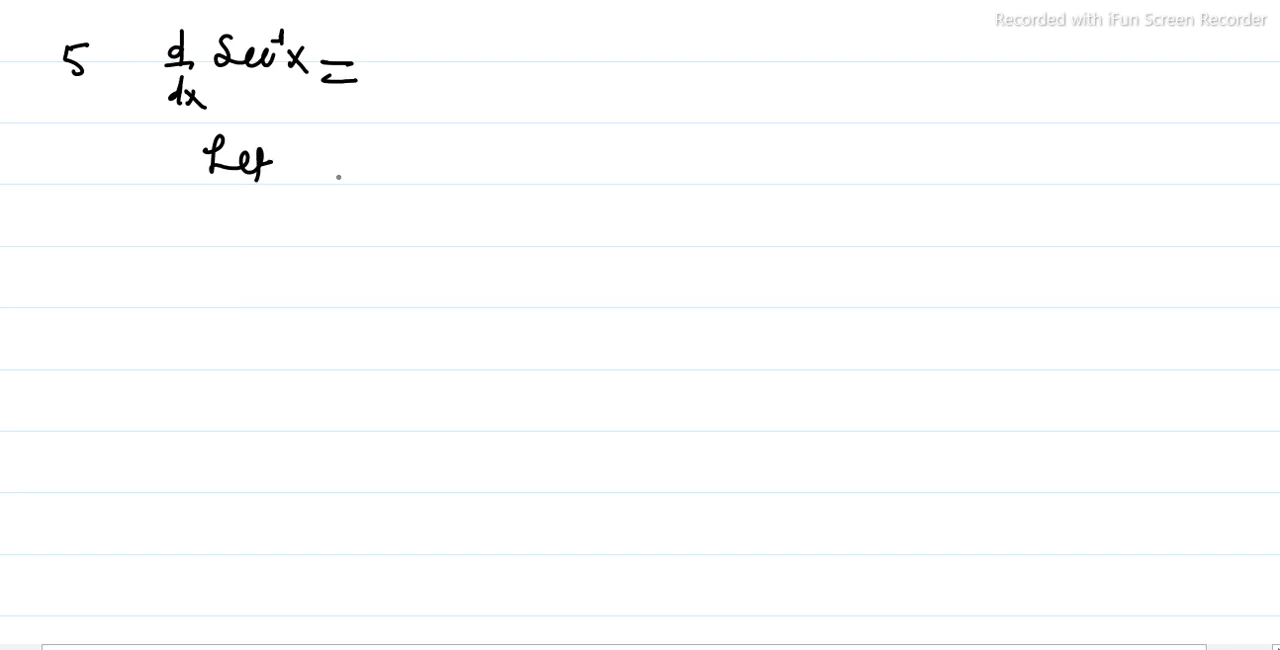 Recorded with iFun Screen Recorder
5 d/dx Sec⁻¹x =
Let